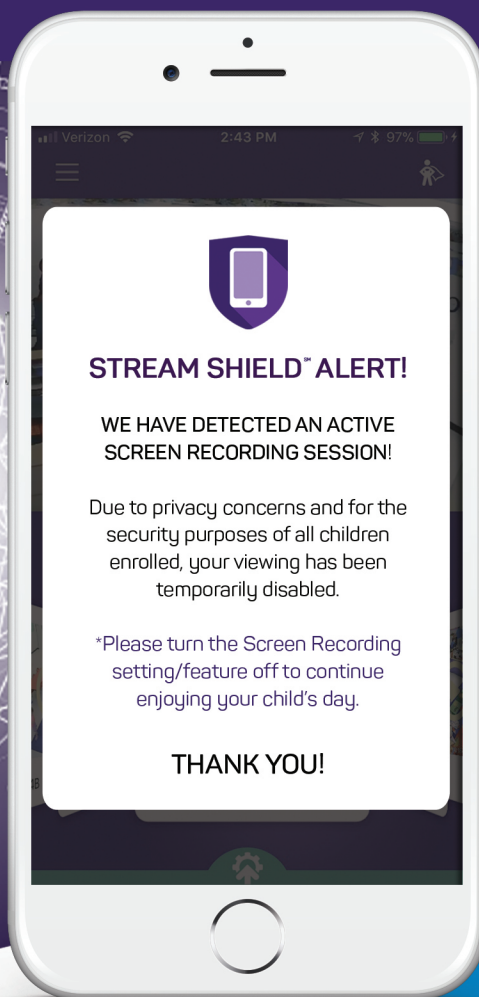 Verizon 2:43 PM 97%
STREAM SHIELD℠ ALERT!
WE HAVE DETECTED AN ACTIVE
SCREEN RECORDING SESSION!
Due to privacy concerns and for the
security purposes of all children
enrolled, your viewing has been
temporarily disabled.
*Please turn the Screen Recording
setting/feature off to continue
enjoying your child's day.
THANK YOU!